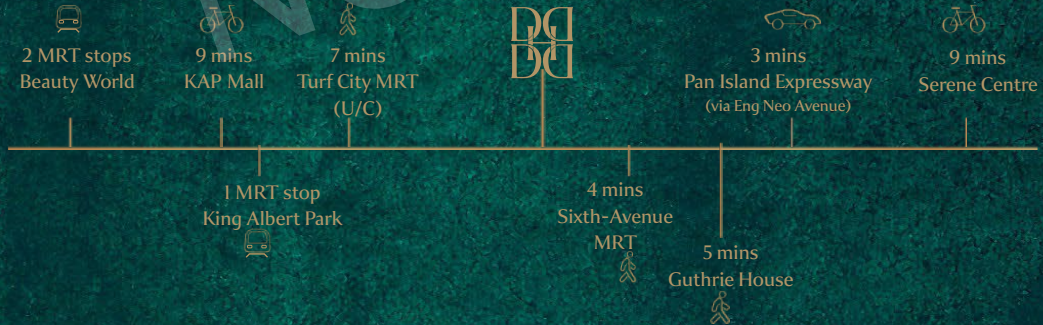 2 MRT stops
Beauty World
9 mins
KAP Mall
7 mins
Turf City MRT
(U/C)
3 mins
Pan Island Expressway
(via Eng Neo Avenue)
9 mins
Serene Centre
1 MRT stop
King Albert Park
4 mins
Sixth-Avenue
MRT
5 mins
Guthrie House